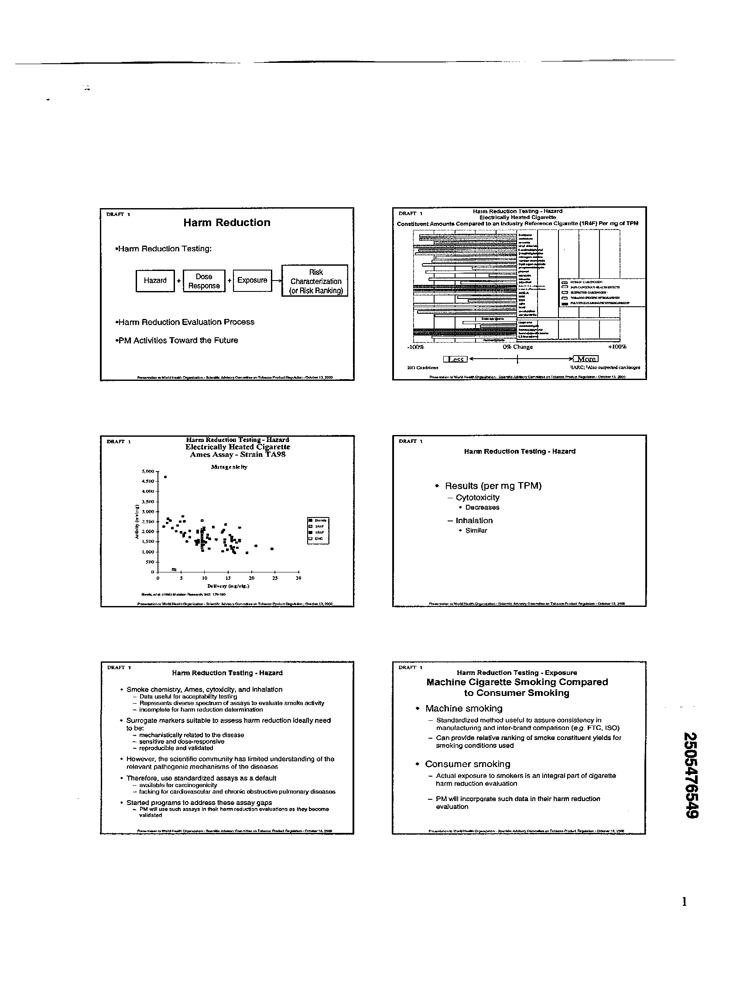 DRAFT 1
Harm Reduction
•Harm Reduction Testing:
Hazard + Dose Response + Exposure Risk Characterization (or Risk Ranking)
•Harm Reduction Evaluation Process
•PM Activities Toward the Future
Presentation to World Health Organization - Scientific Advisory Committee on Tobacco Product Regulation - October 13, 2000
DRAFT 1
Harm Reduction Testing - Hazard
Electrically Heated Cigarette
Constituent Amounts Compared to an Industry Reference Cigarette (1R4F) Per mg of TPM
-100%
0% Change
+100%
Less
More
Presentation to World Health Organization - Scientific Advisory Committee on Tobacco Product Regulation - October 13, 2000
DRAFT 1
Harm Reduction Testing - Hazard
Electrically Heated Cigarette
Ames Assay - Strain TA98
Mutagenicity
5,000
4,500
4,000
3,500
3,000
2,500
2,000
1,500
1,000
500
0
0 5 10 15 20 25 30
Delivery (mg/cig.)
Presentation to World Health Organization - Scientific Advisory Committee on Tobacco Product Regulation - October 13, 2000
DRAFT 1
Harm Reduction Testing - Hazard
• Results (per mg TPM)
– Cytotoxicity
• Decreases
– Inhalation
• Similar
Presentation to World Health Organization - Scientific Advisory Committee on Tobacco Product Regulation - October 13, 2000
DRAFT 1
Harm Reduction Testing - Hazard
• Smoke chemistry, Ames, cytoxicity, and inhalation
– Data useful for acceptability testing
– Represents diverse spectrum of assays to evaluate smoke activity
– incomplete for harm reduction determination
• Surrogate markers suitable to assess harm reduction ideally need
to be:
– mechanistically related to the disease
– sensitive and dose-responsive
– reproducible and validated
• However, the scientific community has limited understanding of the
relevant pathogenic mechanisms of the diseases
• Therefore, use standardized assays as a default
– available for carcinogenicity
– lacking for cardiovascular and chronic obstructive pulmonary diseases
• Started programs to address these assay gaps
– PM will use such assays in their harm reduction evaluations as they become
validated
Presentation to World Health Organization - Scientific Advisory Committee on Tobacco Product Regulation - October 13, 2000
DRAFT 1
Harm Reduction Testing - Exposure
Machine Cigarette Smoking Compared
to Consumer Smoking
• Machine smoking
– Standardized method useful to assure consistency in
manufacturing and inter-brand comparison (e.g. FTC, ISO)
– Can provide relative ranking of smoke constituent yields for
smoking conditions used
• Consumer smoking
– Actual exposure to smokers is an integral part of cigarette
harm reduction evaluation
– PM will incorporate such data in their harm reduction
evaluation
Presentation to World Health Organization - Scientific Advisory Committee on Tobacco Product Regulation - October 13, 2000
2505476549
1